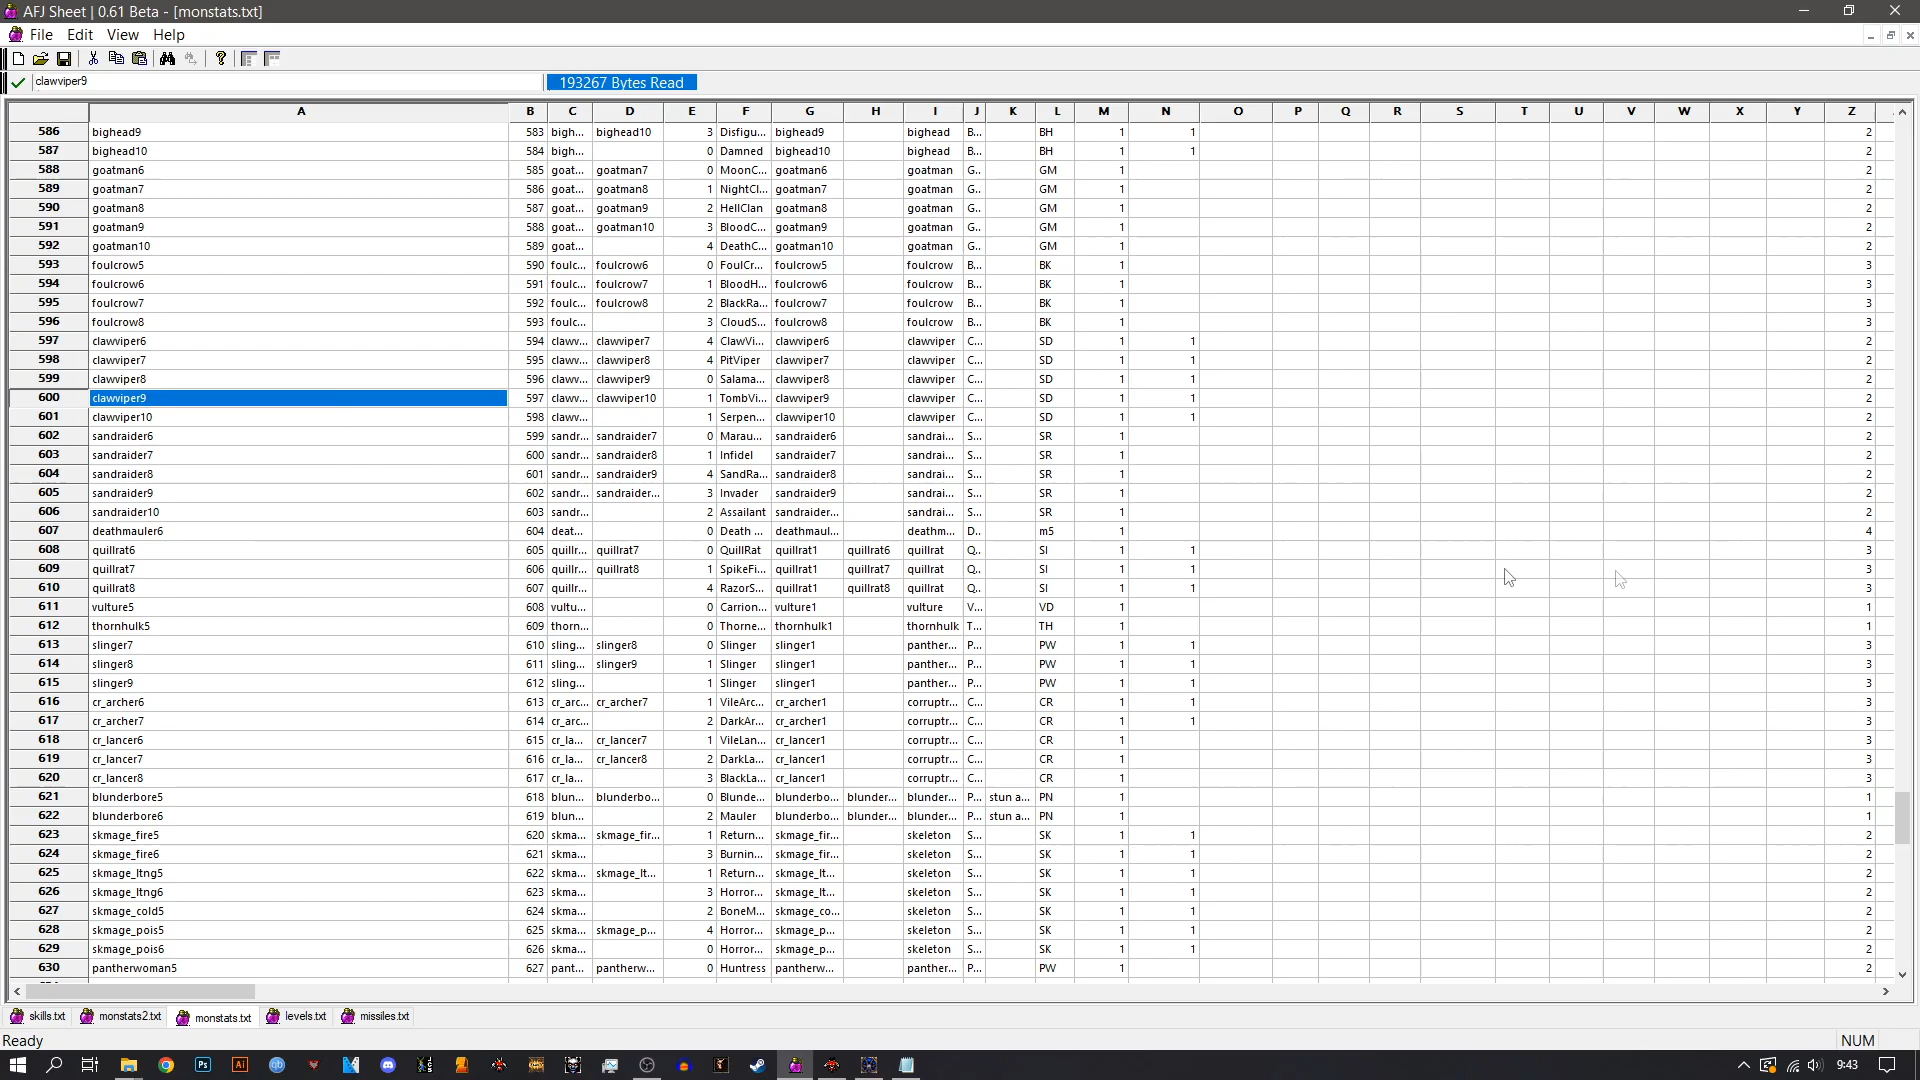 AFJ Sheet | 0.61 Beta - [monstats.txt]
File Edit View Help
clawviper9 193267 Bytes Read
A B C D E F G H I J K L M N O P Q R S T U V W X Y Z
586 bighead9 583 bigh... bighead10 3 Disfigu... bighead9 bighead B... BH 1 1 2
587 bighead10 584 bigh... 0 Damned bighead10 bighead B... BH 1 1 2
588 goatman6 585 goat... goatman7 0 MoonC... goatman6 goatman G.. GM 1 2
589 goatman7 586 goat... goatman8 1 NightCl... goatman7 goatman G.. GM 1 2
590 goatman8 587 goat... goatman9 2 HellClan goatman8 goatman G.. GM 1 2
591 goatman9 588 goat... goatman10 3 BloodC... goatman9 goatman G.. GM 1 2
592 goatman10 589 goat... 4 DeathC... goatman10 goatman G.. GM 1 2
593 foulcrow5 590 foulc... foulcrow6 0 FoulCr... foulcrow5 foulcrow B... BK 1 3
594 foulcrow6 591 foulc... foulcrow7 1 BloodH... foulcrow6 foulcrow B... BK 1 3
595 foulcrow7 592 foulc... foulcrow8 2 BlackRa... foulcrow7 foulcrow B... BK 1 3
596 foulcrow8 593 foulc... 3 CloudS... foulcrow8 foulcrow B... BK 1 3
597 clawviper6 594 clawv... clawviper7 4 ClawVi... clawviper6 clawviper C... SD 1 1 2
598 clawviper7 595 clawv... clawviper8 4 PitViper clawviper7 clawviper C... SD 1 1 2
599 clawviper8 596 clawv... clawviper9 0 Salama... clawviper8 clawviper C... SD 1 1 2
600 clawviper9 597 clawv... clawviper10 1 TombVi... clawviper9 clawviper C... SD 1 1 2
601 clawviper10 598 clawv... 1 Serpen... clawviper10 clawviper C... SD 1 1 2
602 sandraider6 599 sandr... sandraider7 0 Marau... sandraider6 sandrai... S... SR 1 2
603 sandraider7 600 sandr... sandraider8 1 Infidel sandraider7 sandrai... S... SR 1 2
604 sandraider8 601 sandr... sandraider9 4 SandRa... sandraider8 sandrai... S... SR 1 2
605 sandraider9 602 sandr... sandraider... 3 Invader sandraider9 sandrai... S... SR 1 2
606 sandraider10 603 sandr... 2 Assailant sandraider... sandrai... S... SR 1 2
607 deathmauler6 604 deat... 0 Death ... deathmaul... deathm... D.. m5 1 4
608 quillrat6 605 quillr... quillrat7 0 QuillRat quillrat1 quillrat6 quillrat Q.. SI 1 1 3
609 quillrat7 606 quillr... quillrat8 1 SpikeFi... quillrat1 quillrat7 quillrat Q.. SI 1 1 3
610 quillrat8 607 quillr... 4 RazorS... quillrat1 quillrat8 quillrat Q.. SI 1 1 3
611 vulture5 608 vultu... 0 Carrion... vulture1 vulture V... VD 1 1
612 thornhulk5 609 thorn... 0 Thorne... thornhulk1 thornhulk T... TH 1 1
613 slinger7 610 sling... slinger8 0 Slinger slinger1 panther... P... PW 1 1 3
614 slinger8 611 sling... slinger9 1 Slinger slinger1 panther... P... PW 1 1 3
615 slinger9 612 sling... 1 Slinger slinger1 panther... P... PW 1 1 3
616 cr_archer6 613 cr_arc... cr_archer7 1 VileArc... cr_archer1 corruptr... C... CR 1 1 3
617 cr_archer7 614 cr_arc... 2 DarkAr... cr_archer1 corruptr... C... CR 1 1 3
618 cr_lancer6 615 cr_la... cr_lancer7 1 VileLan... cr_lancer1 corruptr... C... CR 1 3
619 cr_lancer7 616 cr_la... cr_lancer8 2 DarkLa... cr_lancer1 corruptr... C... CR 1 3
620 cr_lancer8 617 cr_la... 3 BlackLa... cr_lancer1 corruptr... C... CR 1 3
621 blunderbore5 618 blun... blunderbo... 0 Blunde... blunderbo... blunder... blunder... P... stun a... PN 1 1
622 blunderbore6 619 blun... 2 Mauler blunderbo... blunder... blunder... P... stun a... PN 1 1
623 skmage_fire5 620 skma... skmage_fir... 1 Return... skmage_fir... skeleton S... SK 1 1 2
624 skmage_fire6 621 skma... 3 Burnin... skmage_fir... skeleton S... SK 1 1 2
625 skmage_ltng5 622 skma... skmage_lt... 1 Return... skmage_lt... skeleton S... SK 1 1 2
626 skmage_ltng6 623 skma... 3 Horror... skmage_lt... skeleton S... SK 1 1 2
627 skmage_cold5 624 skma... 2 BoneM... skmage_co... skeleton S... SK 1 1 2
628 skmage_pois5 625 skma... skmage_p... 4 Horror... skmage_p... skeleton S... SK 1 1 2
629 skmage_pois6 626 skma... 0 Horror... skmage_p... skeleton S... SK 1 1 2
630 pantherwoman5 627 pant... pantherw... 0 Huntress pantherw... panther... P... PW 1 2
skills.txt monstats2.txt monstats.txt levels.txt missiles.txt
Ready NUM
Ps Ai qb 9:43